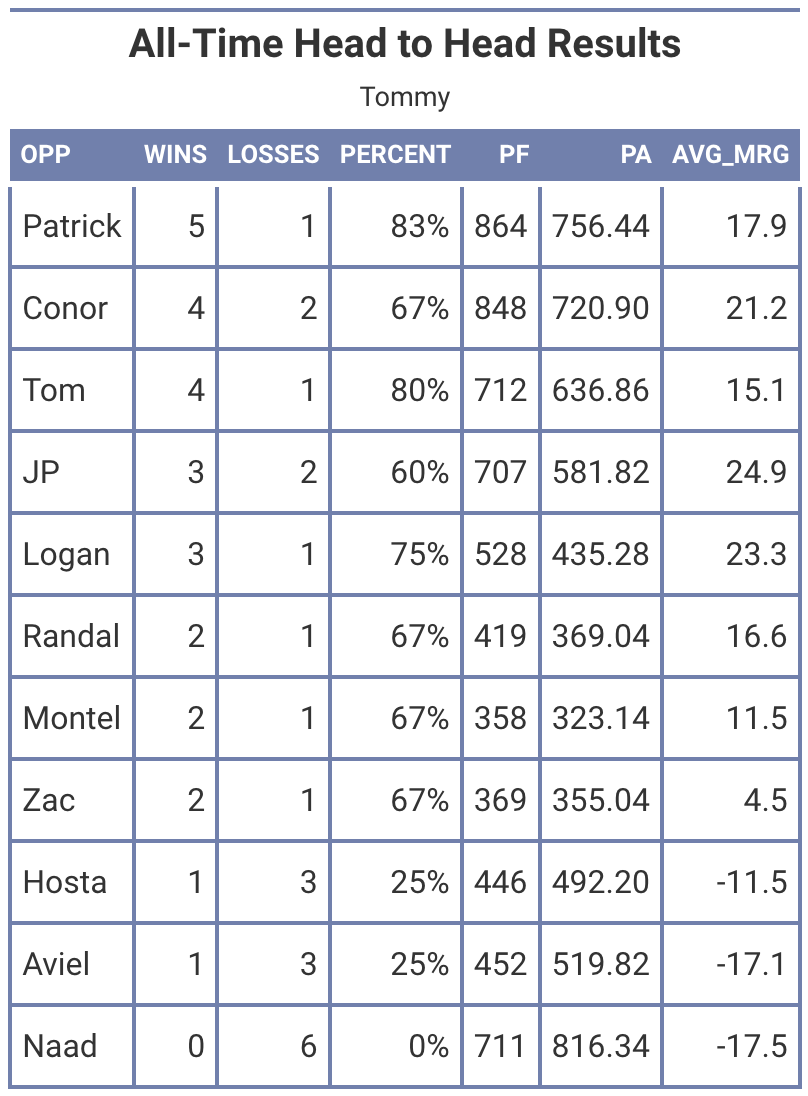 All-Time Head to Head Results
Tommy
OPP WINS LOSSES PERCENT PF PA AVG_MRG
Patrick 5 1 83% 864 756.44 17.9
Conor 4 2 67% 848 720.90 21.2
Tom 4 1 80% 712 636.86 15.1
JP 3 2 60% 707 581.82 24.9
Logan 3 1 75% 528 435.28 23.3
Randal 2 1 67% 419 369.04 16.6
Montel 2 1 67% 358 323.14 11.5
Zac 2 1 67% 369 355.04 4.5
Hosta 1 3 25% 446 492.20 -11.5
Aviel 1 3 25% 452 519.82 -17.1
Naad 0 6 0% 711 816.34 -17.5